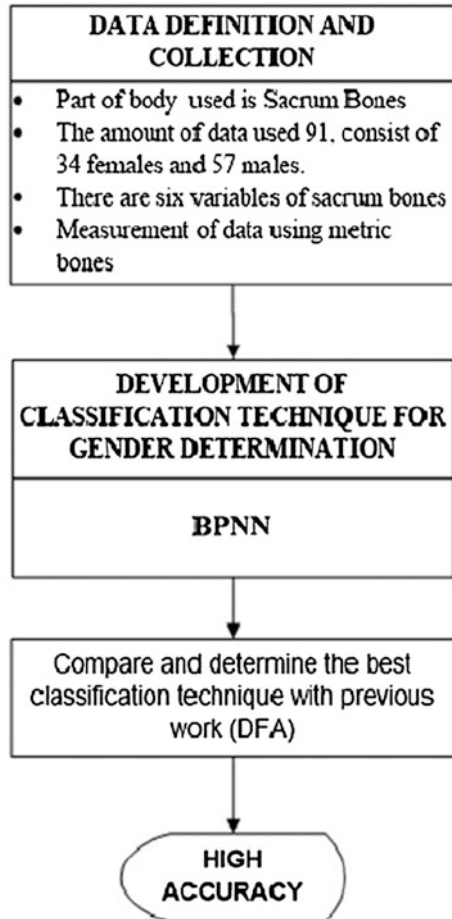 DATA DEFINITION AND
COLLECTION
• Part of body used is Sacrum Bones
• The amount of data used 91, consist of
34 females and 57 males.
• There are six variables of sacrum bones
• Measurement of data using metric
bones
DEVELOPMENT OF
CLASSIFICATION TECHNIQUE FOR
GENDER DETERMINATION
BPNN
Compare and determine the best
classification technique with previous
work (DFA)
HIGH
ACCURACY